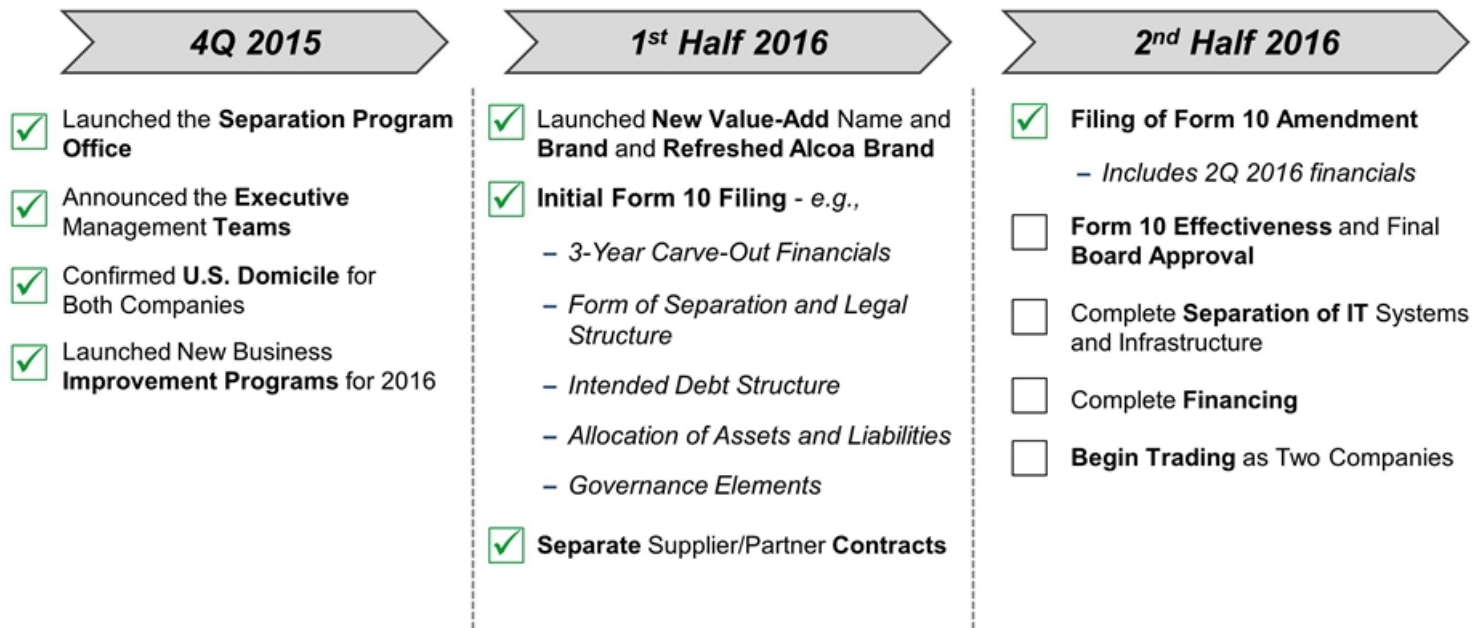 4Q 2015
Launched the Separation Program
Office
Announced the Executive
Management Teams
Confirmed U.S. Domicile for
Both Companies
Launched New Business
Improvement Programs for 2016
1st Half 2016
Launched New Value-Add Name and
Brand and Refreshed Alcoa Brand
Initial Form 10 Filing - e.g.,
– 3-Year Carve-Out Financials
– Form of Separation and Legal
Structure
– Intended Debt Structure
– Allocation of Assets and Liabilities
– Governance Elements
Separate Supplier/Partner Contracts
2nd Half 2016
Filing of Form 10 Amendment
– Includes 2Q 2016 financials
Form 10 Effectiveness and Final
Board Approval
Complete Separation of IT Systems
and Infrastructure
Complete Financing
Begin Trading as Two Companies